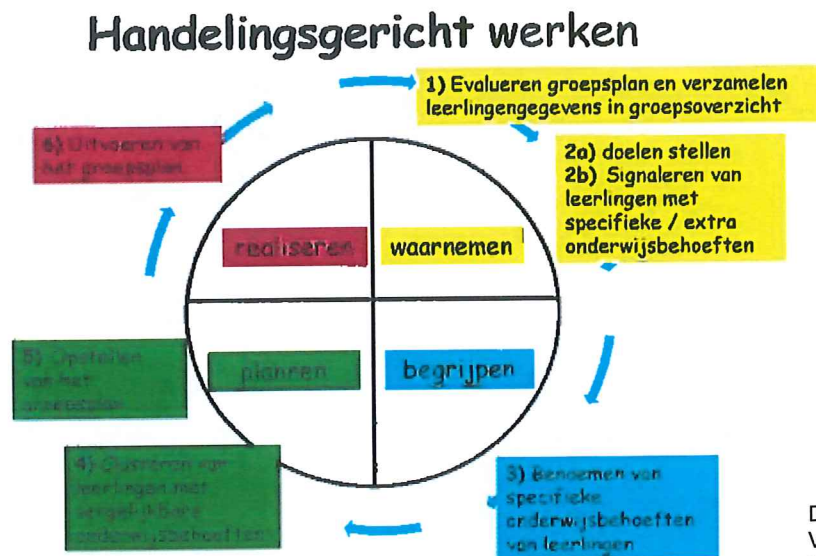 Handelingsgericht werken
1) Evalueren groepsplan en verzamelen
leerlingengegevens in groepsoverzicht
2a) doelen stellen
2b) Signaleren van
leerlingen met
specifieke / extra
onderwijsbehoeften
6) Uitvoeren van
het groepsplan
realiseren
waarnemen
5) Opstellen
van het
groepsplan
plannen
begrijpen
4) Clusteren van
leerlingen met
vergelijkbare
onderwijsbehoeften
3) Benoemen van
specifieke
onderwijsbehoeften
van leerlingen
D
V